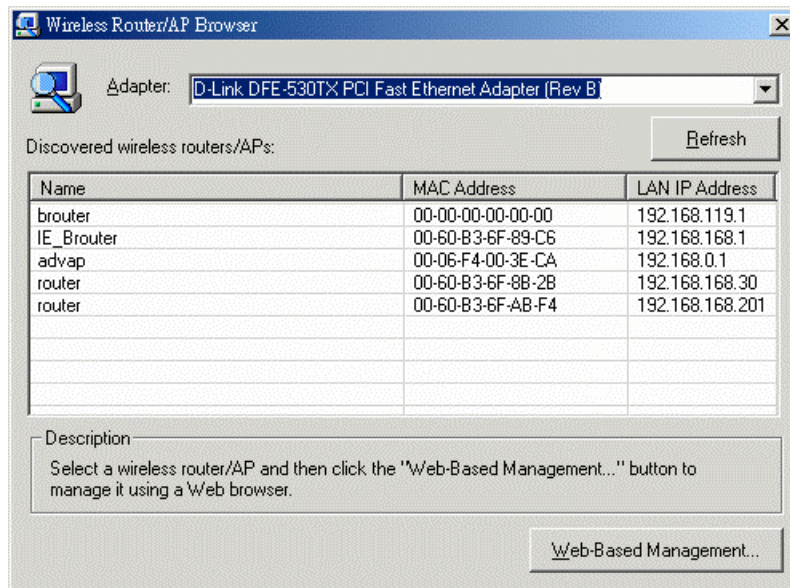 Wireless Router/AP Browser
Adapter: D-Link DFE-530TX PCI Fast Ethernet Adapter (Rev B)
Refresh
Discovered wireless routers/APs:
Name MAC Address LAN IP Address
brouter 00-00-00-00-00-00 192.168.119.1
IE_Brouter 00-60-B3-6F-89-C6 192.168.168.1
advap 00-06-F4-00-3E-CA 192.168.0.1
router 00-60-B3-6F-8B-2B 192.168.168.30
router 00-60-B3-6F-AB-F4 192.168.168.201
Description
Select a wireless router/AP and then click the "Web-Based Management..." button to
manage it using a Web browser.
Web-Based Management...